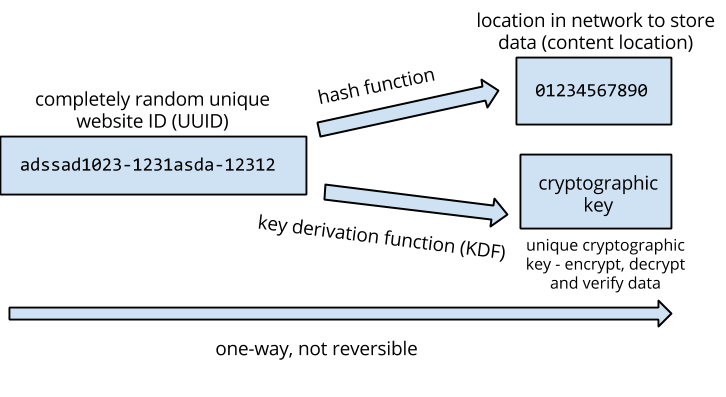 location in network to store
data (content location)
hash function
01234567890
completely random unique
website ID (UUID)
adssad1023-1231asda-12312
cryptographic
key
key derivation function (KDF)
unique cryptographic
key - encrypt, decrypt
and verify data
one-way, not reversible